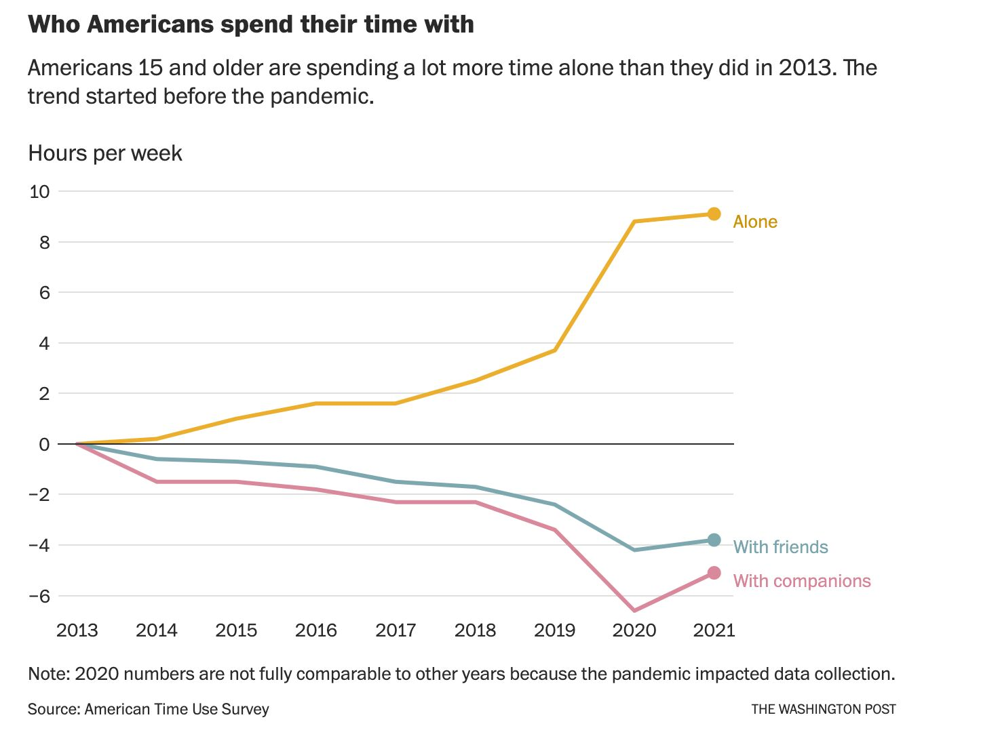 Who Americans spend their time with
Americans 15 and older are spending a lot more time alone than they did in 2013. The
trend started before the pandemic.
Hours per week
10
8
6
4
2
0
−2
−4
−6
Alone
With friends
With companions
2013 2014 2015 2016 2017 2018 2019 2020 2021
Note: 2020 numbers are not fully comparable to other years because the pandemic impacted data collection.
Source: American Time Use Survey
THE WASHINGTON POST